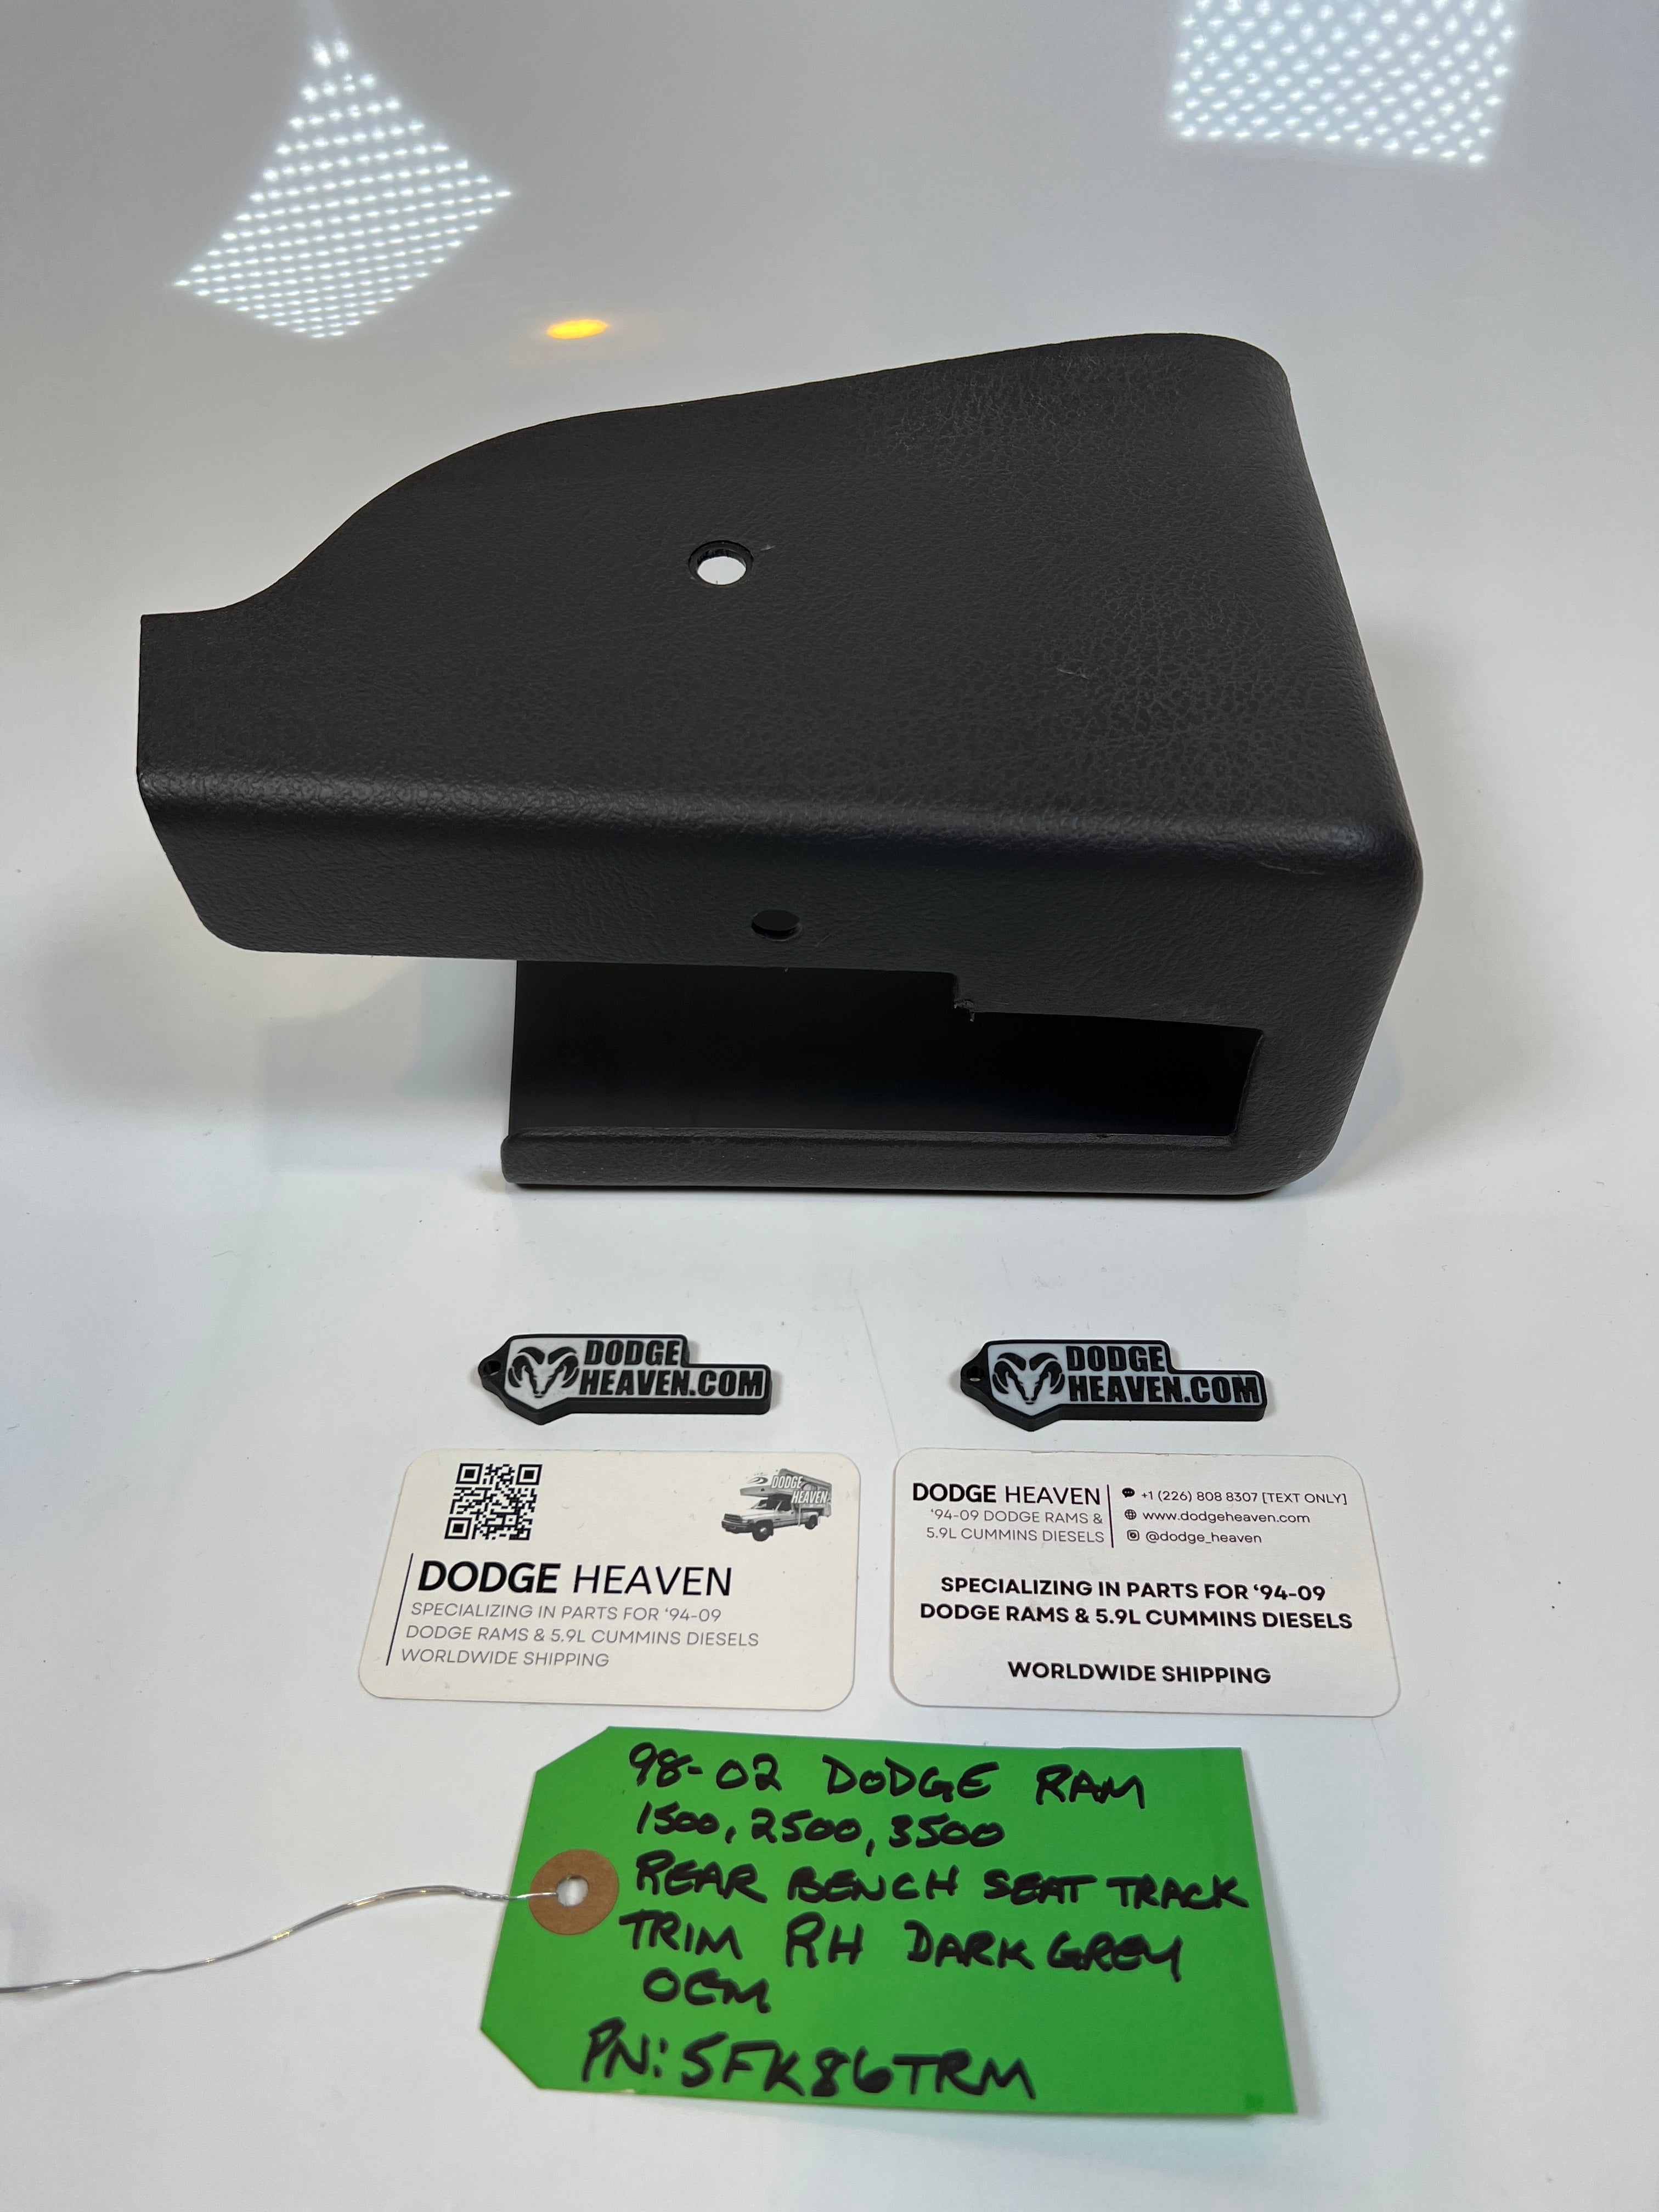 DODGE
HEAVEN.COM
DODGE
HEAVEN.COM
DODGE
HEAVEN
DODGE HEAVEN
SPECIALIZING IN PARTS FOR ‘94-09
DODGE RAMS & 5.9L CUMMINS DIESELS
WORLDWIDE SHIPPING
DODGE HEAVEN
‘94-09 DODGE RAMS &
5.9L CUMMINS DIESELS
+1 (226) 808 8307 [TEXT ONLY]
www.dodgeheaven.com
@dodge_heaven
SPECIALIZING IN PARTS FOR ‘94-09
DODGE RAMS & 5.9L CUMMINS DIESELS
WORLDWIDE SHIPPING
98-02 DODGE RAM
1500, 2500, 3500
REAR BENCH SEAT TRACK
TRIM RH DARK GREY
OEM
PN: 5FK86TRM